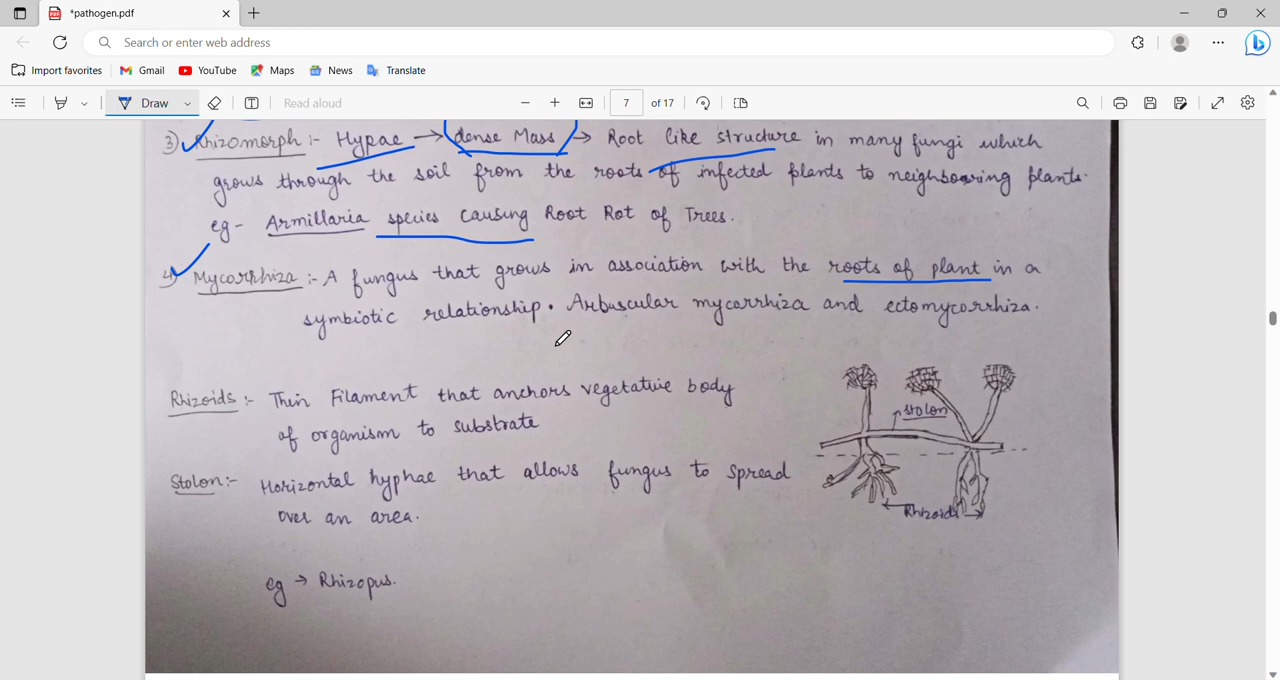 *pathogen.pdf
Search or enter web address
Import favorites Gmail YouTube Maps News Translate
Draw Read aloud 7 of 17
3) Rhizomorph :- Hypae → dense Mass → Root like structure in many fungi which
grows through the soil from the roots of infected plants to neighbouring plants.
eg- Armillaria species causing Root Rot of Trees.
4) Mycorrhiza :- A fungus that grows in association with the roots of plant in a
symbiotic relationship. Arbuscular mycorrhiza and ectomycorrhiza.
Rhizoids :- Thin Filament that anchors vegetative body
of organism to substrate
Stolon :- Horizontal hyphae that allows fungus to spread
over an area.
eg → Rhizopus.
stolon
Rhizoids